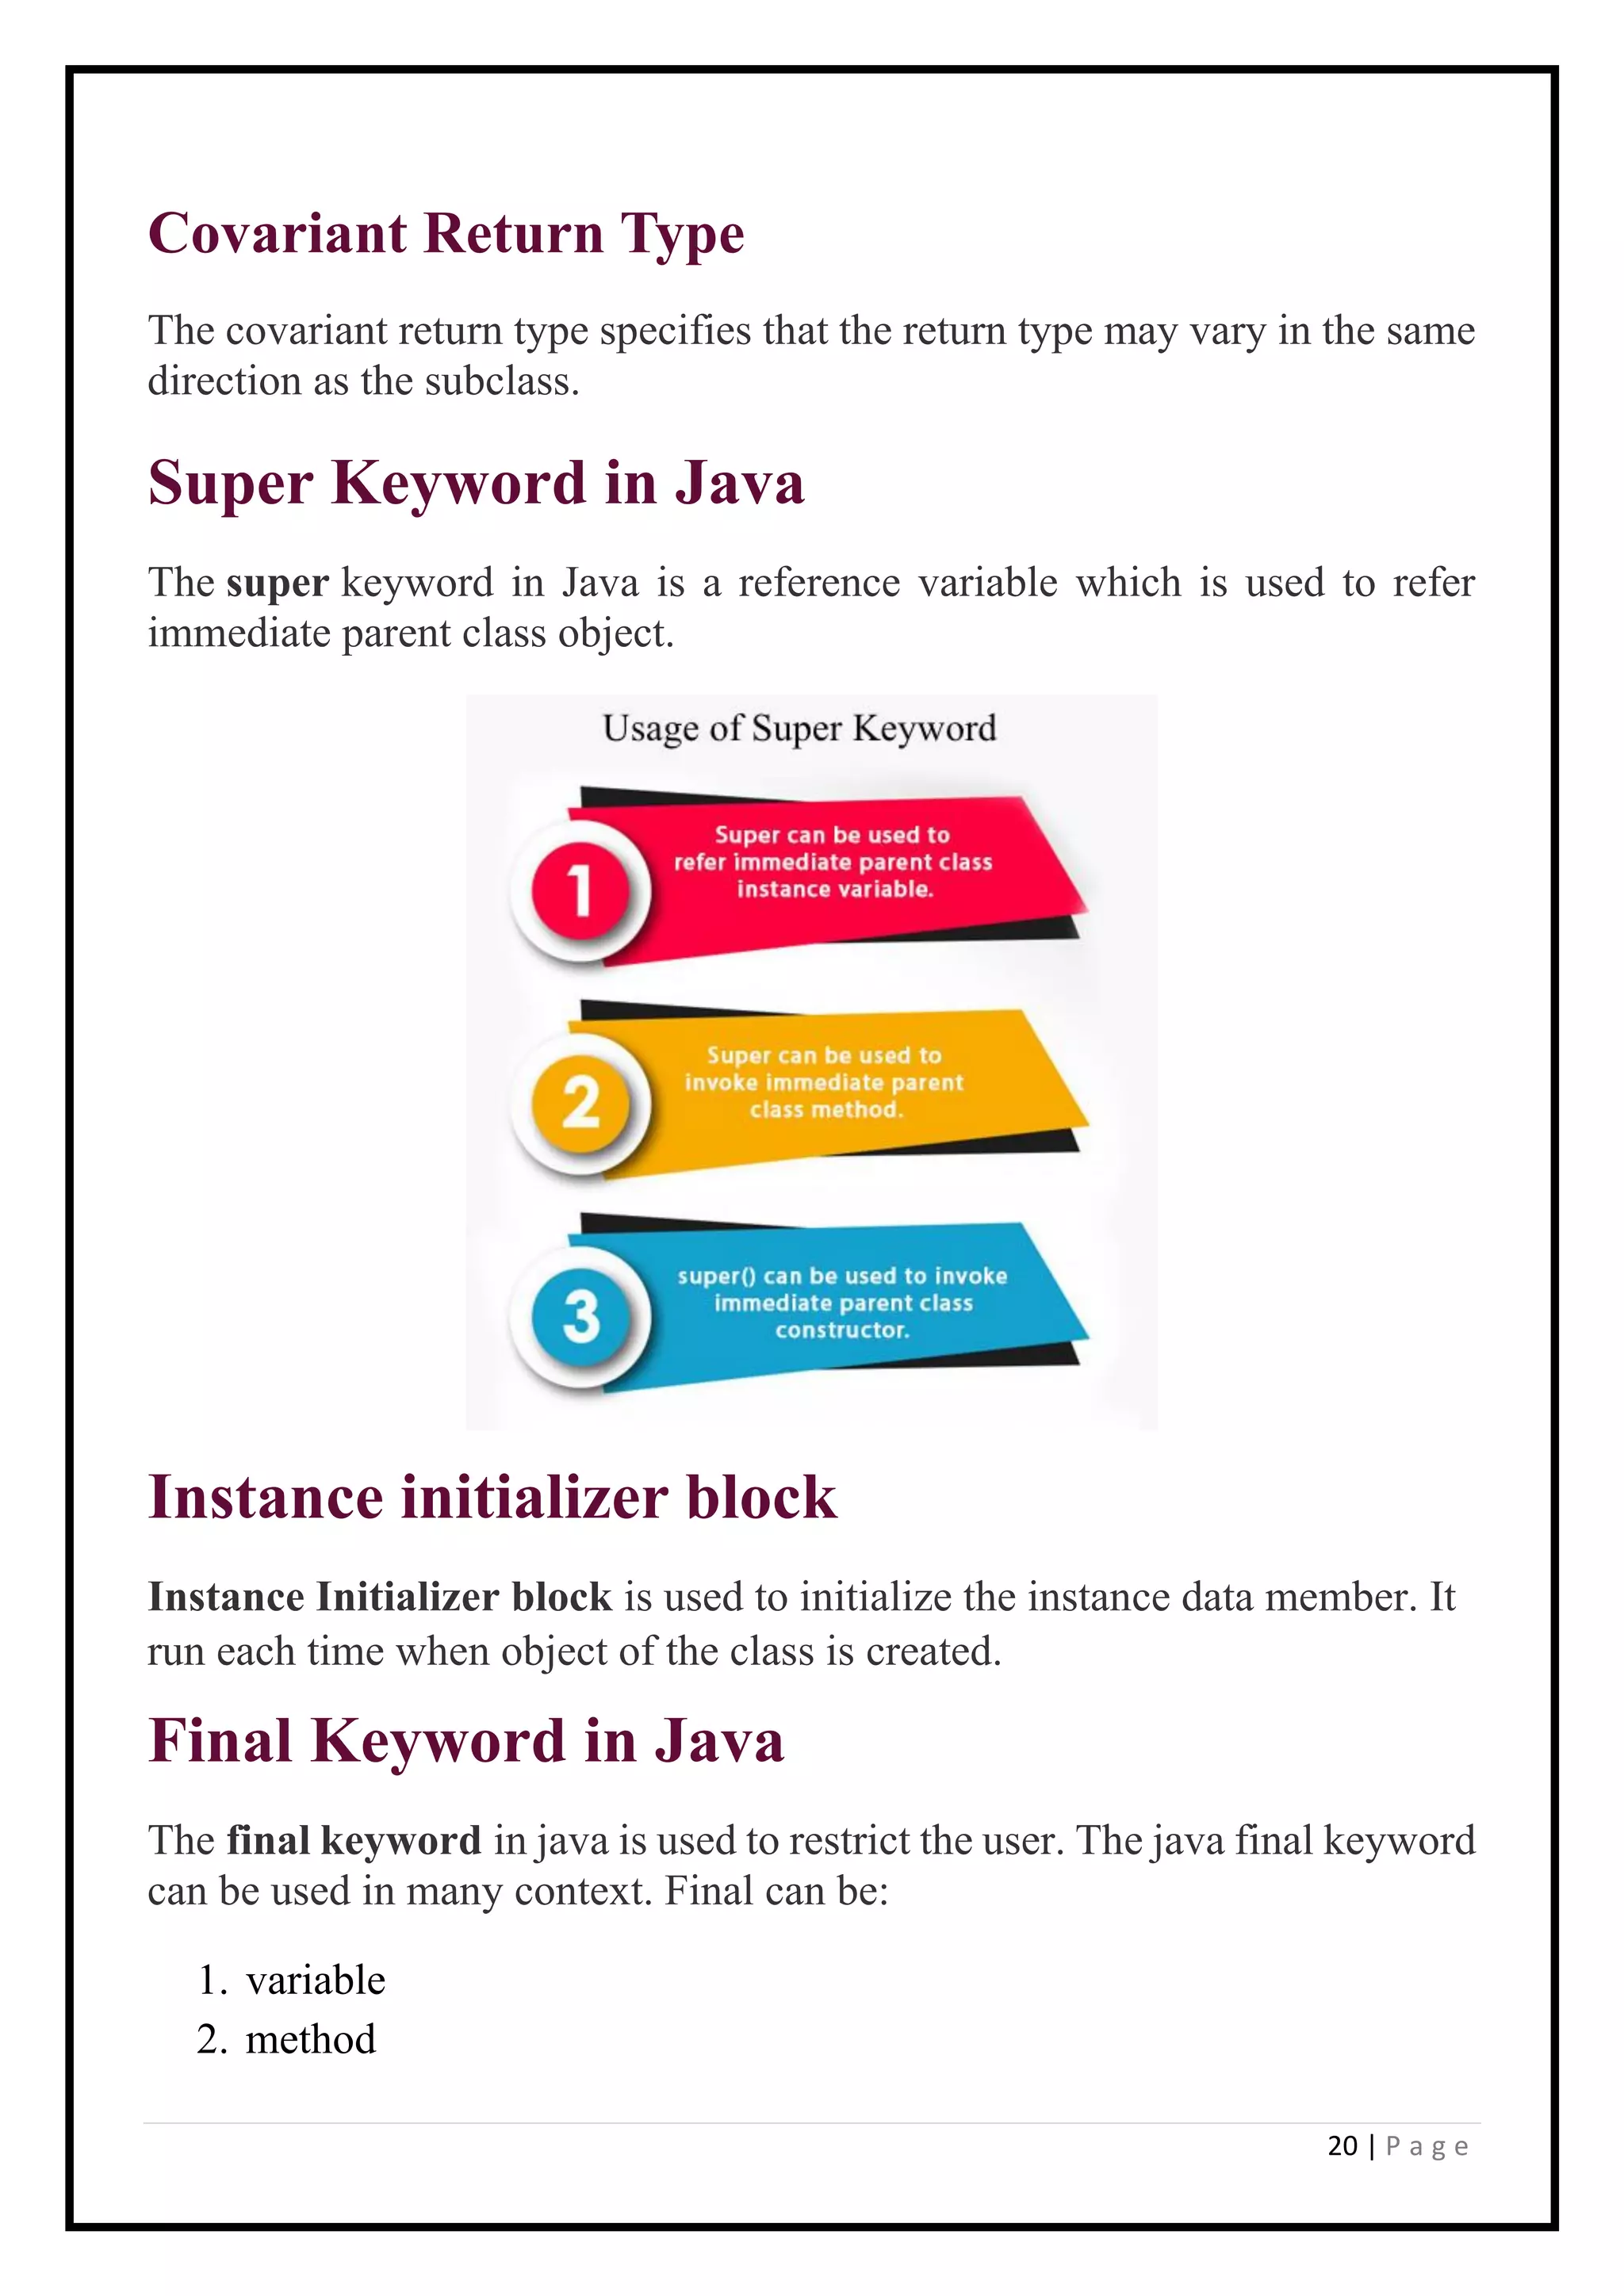 Covariant Return Type
The covariant return type specifies that the return type may vary in the same
direction as the subclass.
Super Keyword in Java
The super keyword in Java is a reference variable which is used to refer
immediate parent class object.
Usage of Super Keyword
1
Super can be used to
refer immediate parent class
instance variable.
2
Super can be used to
invoke immediate parent
class method.
3
super() can be used to invoke
immediate parent class
constructor.
Instance initializer block
Instance Initializer block is used to initialize the instance data member. It
run each time when object of the class is created.
Final Keyword in Java
The final keyword in java is used to restrict the user. The java final keyword
can be used in many context. Final can be:
1. variable
2. method
20 | P a g e